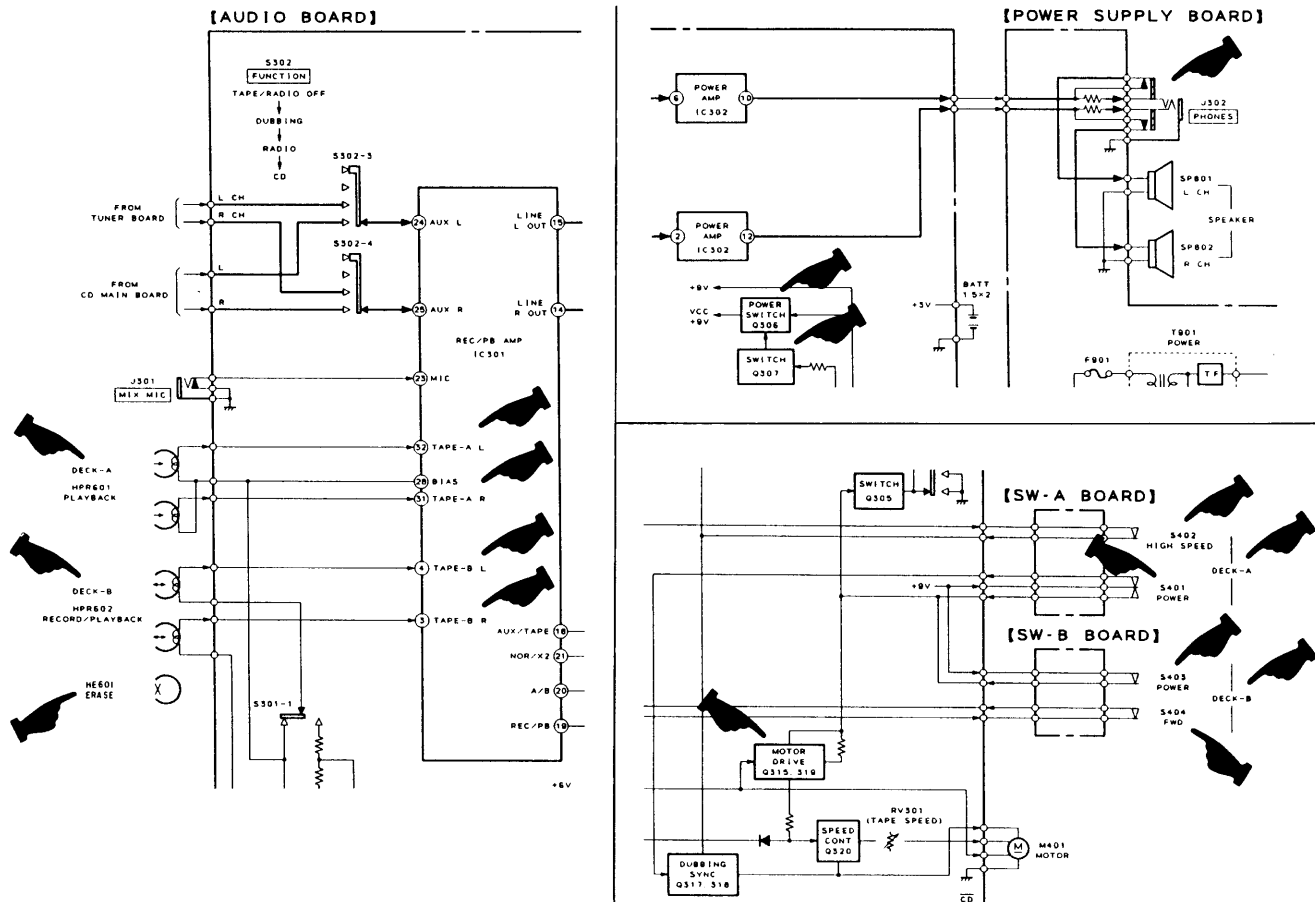 [AUDIO BOARD]
S302
FUNCTION
TAPE/RADIO OFF
DUBBING
RADIO
CD
S302-3
L CH
R CH
FROM
TUNER BOARD
S302-4
L
R
FROM
CD MAIN BOARD
24 AUX L
25 AUX R
LINE
L OUT 15
LINE
R OUT 14
REC/PB AMP
IC301
J301
MIX MIC
23 MIC
32 TAPE-A L
28 BIAS
31 TAPE-A R
4 TAPE-B L
3 TAPE-B R
AUX/TAPE 18
NOR/X2 21
A/B 20
REC/PB 19
+6V
DECK-A
HPR601
PLAYBACK
DECK-B
HPR602
RECORD/PLAYBACK
HE601
ERASE
S301-1
[POWER SUPPLY BOARD]
6 POWER
AMP
IC302 10
2 POWER
AMP
IC302 12
J302
PHONES
SP801
L CH
SPEAKER
SP802
R CH
+9V
VCC
+9V
POWER
SWITCH
Q306
SWITCH
Q307
+3V
BATT
1.5×2
T901
POWER
F901
TF
SWITCH
Q305
[SW-A BOARD]
S402
HIGH SPEED
DECK-A
S401
POWER
+9V
[SW-B BOARD]
S403
POWER
DECK-B
S404
FWD
MOTOR
DRIVE
Q315.319
RV301
(TAPE SPEED)
SPEED
CONT
Q320
M
M401
MOTOR
DUBBING
SYNC
Q317.318
CD